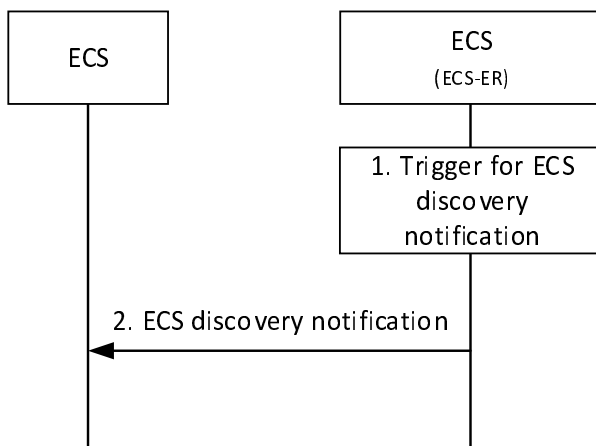 ECS
ECS
(ECS-ER)
1. Trigger for ECS
discovery
notification
2. ECS discovery notification